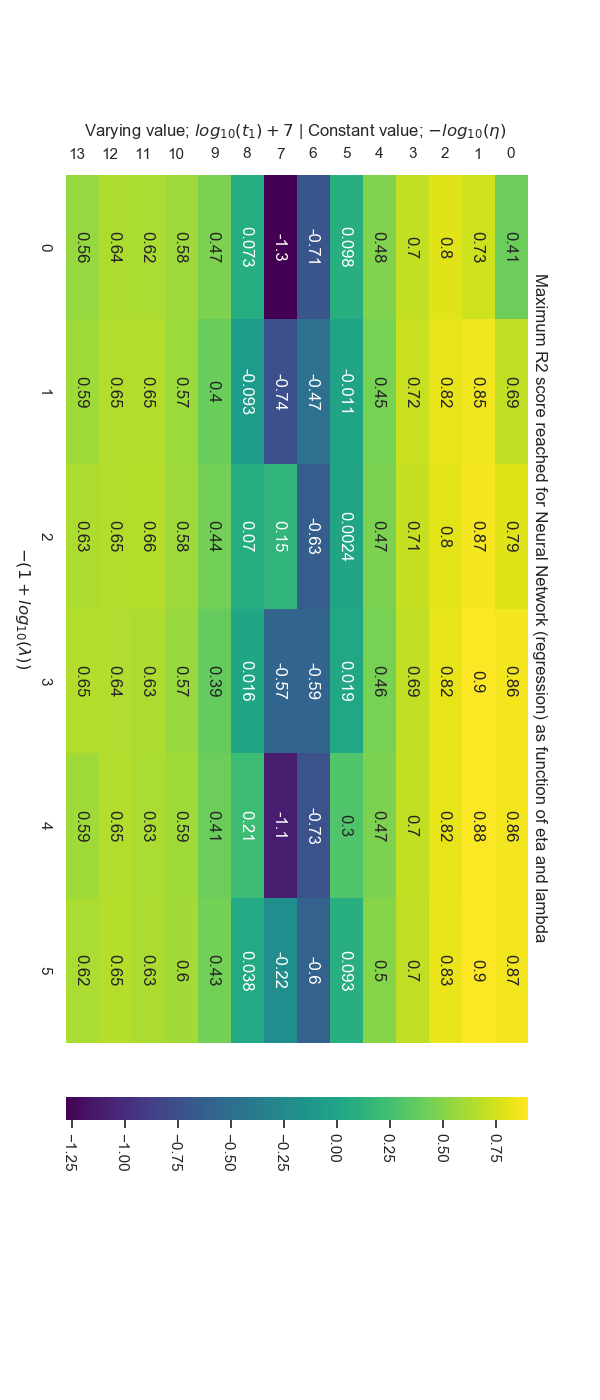 Maximum R2 score reached for Neural Network (regression) as function of eta and lambda
Varying value; log₁₀(t₁) + 7 | Constant value; −log₁₀(η)
0 0.41 0.69 0.79 0.86 0.86 0.87
1 0.73 0.85 0.87 0.9 0.88 0.9
2 0.8 0.82 0.8 0.82 0.82 0.83
3 0.7 0.72 0.71 0.69 0.7 0.7
4 0.48 0.45 0.47 0.46 0.47 0.5
5 0.098 -0.011 0.0024 0.019 0.3 0.093
6 -0.71 -0.47 -0.63 -0.59 -0.73 -0.6
7 -1.3 -0.74 0.15 -0.57 -1.1 -0.22
8 0.073 -0.093 0.07 0.016 0.21 0.038
9 0.47 0.4 0.44 0.39 0.41 0.43
10 0.58 0.57 0.58 0.57 0.59 0.6
11 0.62 0.65 0.66 0.63 0.63 0.63
12 0.64 0.65 0.65 0.64 0.65 0.65
13 0.56 0.59 0.63 0.65 0.59 0.62
0 1 2 3 4 5
−(1 + log₁₀(λ))
0.75
0.50
0.25
0.00
−0.25
−0.50
−0.75
−1.00
−1.25